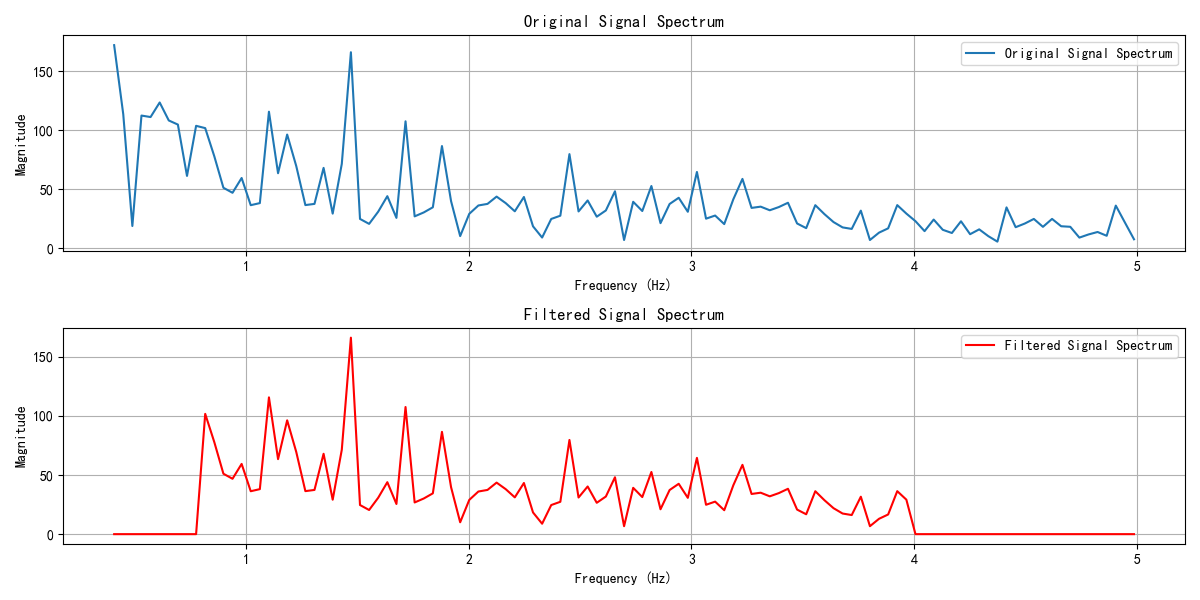 Original Signal Spectrum
Original Signal Spectrum
Magnitude
150
100
50
0
1 2 3 4 5
Frequency (Hz)
Filtered Signal Spectrum
Filtered Signal Spectrum
Magnitude
150
100
50
0
1 2 3 4 5
Frequency (Hz)